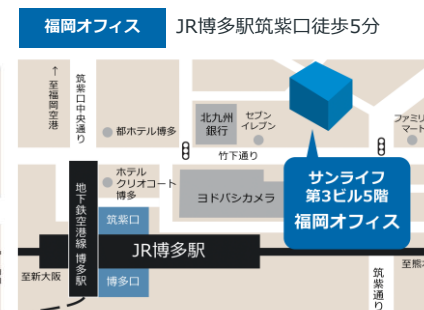 福岡オフィス
JR博多駅筑紫口徒歩5分
↑
至福岡空港
筑紫口中央通り
都ホテル博多
北九州
銀行
セブン
イレブン
ファミリ
マート
竹下通り
ホテル
クリオコート
博多
ヨドバシカメラ
サンライフ
第3ビル5階
福岡オフィス
地下鉄空港線 博多駅
筑紫口
JR博多駅
博多口
至新大阪
至熊
筑紫通り